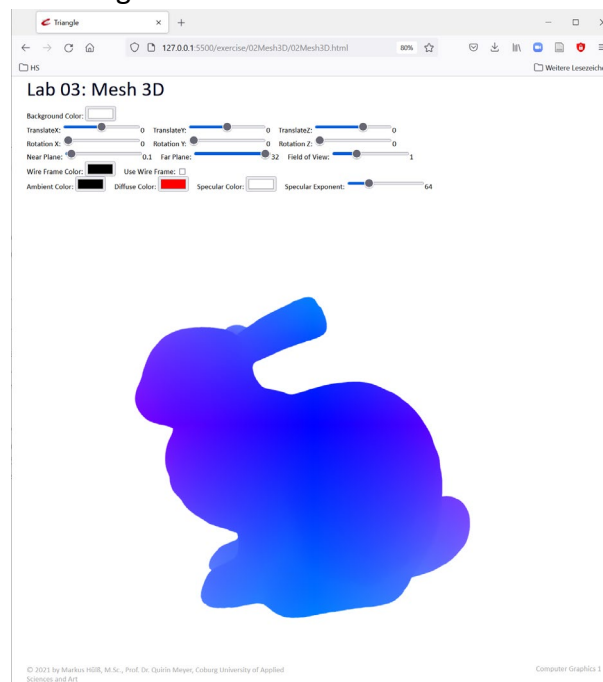 Triangle
127.0.0.1:5500/exercise/02Mesh3D/02Mesh3D.html 80%
HS Weitere Lesezeiche
Lab 03: Mesh 3D
Background Color:
TranslateX: 0 TranslateY: 0 TranslateZ: 0
Rotation X: 0 Rotation Y: 0 Rotation Z: 0
Near Plane: 0.1 Far Plane: 32 Field of View: 1
Wire Frame Color: Use Wire Frame:
Ambient Color: Diffuse Color: Specular Color: Specular Exponent: 64
© 2021 by Markus Hölß, M.Sc., Prof. Dr. Quirin Meyer, Coburg University of Applied Computer Graphics 1
Sciences and Art